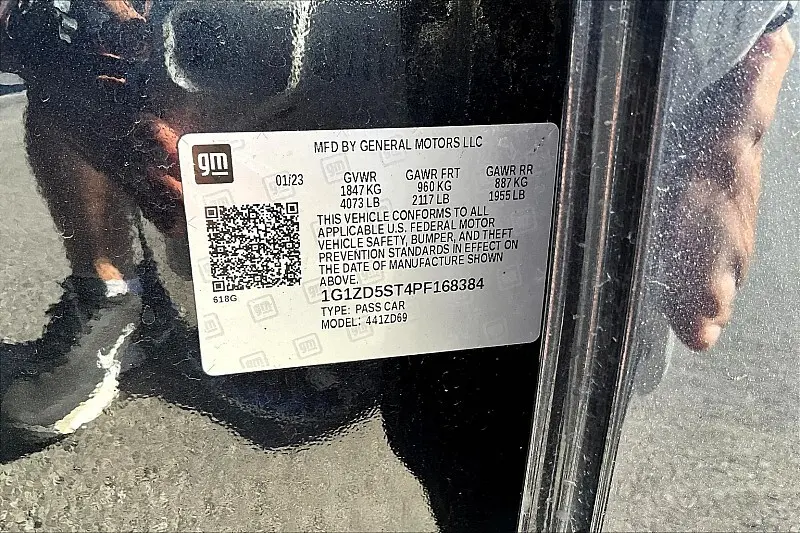 gm
MFD BY GENERAL MOTORS LLC
01/23 GVWR GAWR FRT GAWR RR
1847 KG 960 KG 887 KG
4073 LB 2117 LB 1955 LB
THIS VEHICLE CONFORMS TO ALL
APPLICABLE U.S. FEDERAL MOTOR
VEHICLE SAFETY, BUMPER, AND THEFT
PREVENTION STANDARDS IN EFFECT ON
THE DATE OF MANUFACTURE SHOWN
ABOVE.
618G
1G1ZD5ST4PF168384
TYPE: PASS CAR
MODEL: 441ZD69